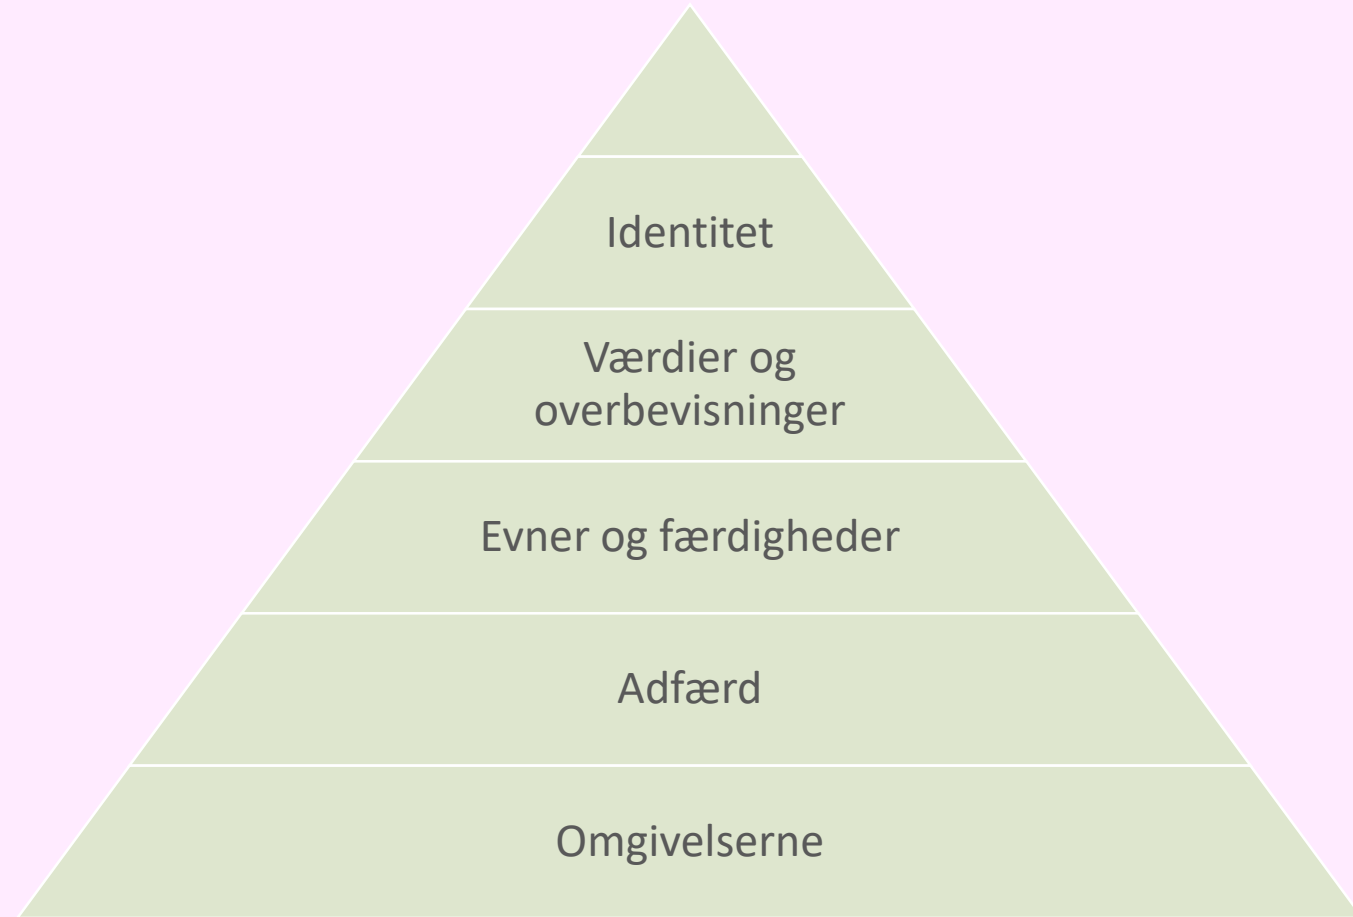 Identitet
Værdier og
overbevisninger
Evner og færdigheder
Adfærd
Omgivelserne